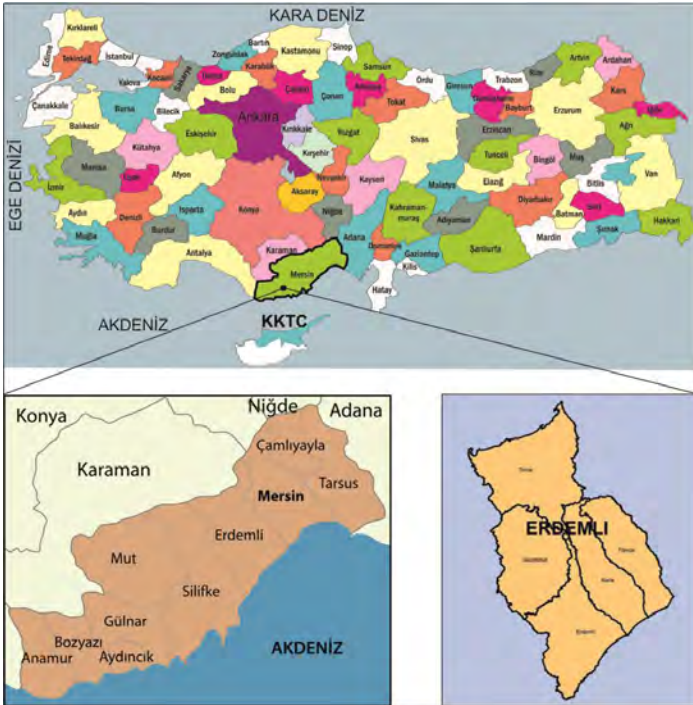 KARA DENİZ
Kırklareli
Edirne
Tekirdağ
İstanbul
Yalova
Kocaeli
Sakarya
Zonguldak
Bartın
Karabük
Kastamonu
Sinop
Samsun
Ordu
Giresun
Trabzon
Rize
Artvin
Ardahan
Kars
Çanakkale
Balıkesir
Bursa
Bilecik
Bolu
Çankırı
Çorum
Amasya
Tokat
Gümüşhane
Bayburt
Erzurum
Ağrı
Iğdır
Ankara
Kırıkkale
Yozgat
Sivas
Erzincan
Eskişehir
Kütahya
Kırşehir
Tunceli
Bingöl
Muş
Van
EGE DENİZİ
Manisa
İzmir
Uşak
Afyon
Nevşehir
Kayseri
Malatya
Elazığ
Bitlis
Diyarbakır
Siirt
Batman
Aksaray
Konya
Isparta
Aydın
Denizli
Burdur
Niğde
Kahraman-
maraş
Adıyaman
Hakkari
Şırnak
Mardin
Muğla
Antalya
Karaman
Adana
Osmaniye
Gaziantep
Şanlıurfa
Kilis
Mersin
Hatay
AKDENİZ
KKTC
Konya
Niğde
Adana
Karaman
Çamlıyayla
Tarsus
Mersin
Erdemli
Mut
Silifke
Gülnar
Bozyazı
Anamur
Aydıncık
AKDENİZ
ERDEMLI
Erdemli